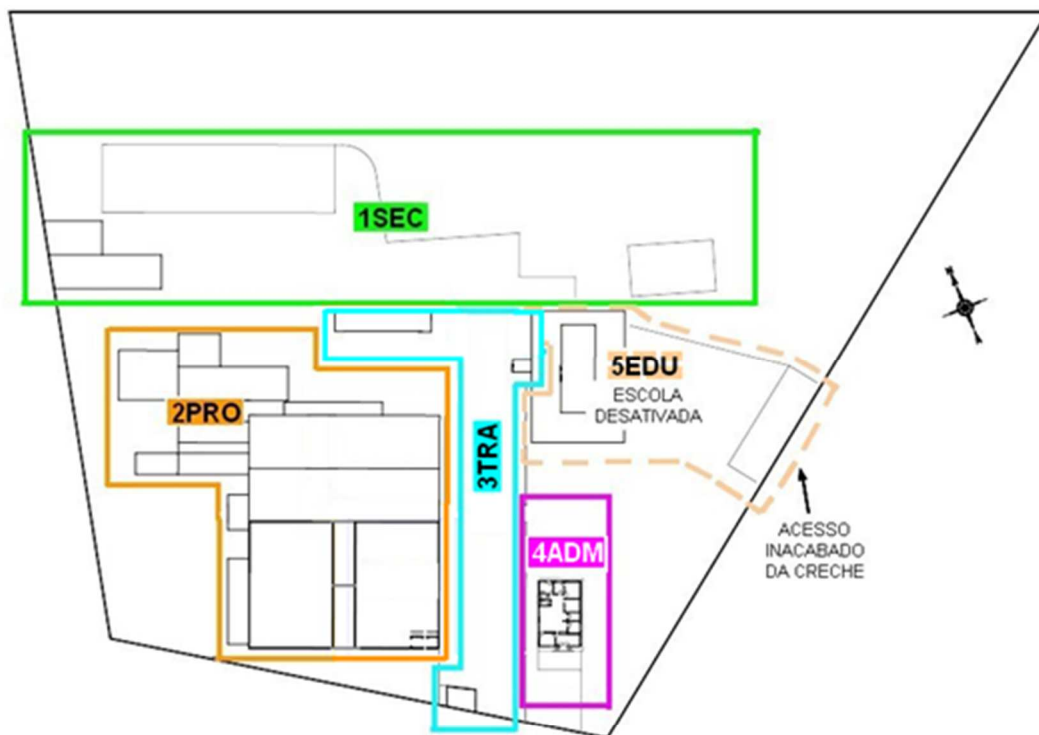 1SEC
2PRO
3TRA
5EDU
ESCOLA
DESATIVADA
4ADM
ACESSO
INACABADO
DA CRECHE